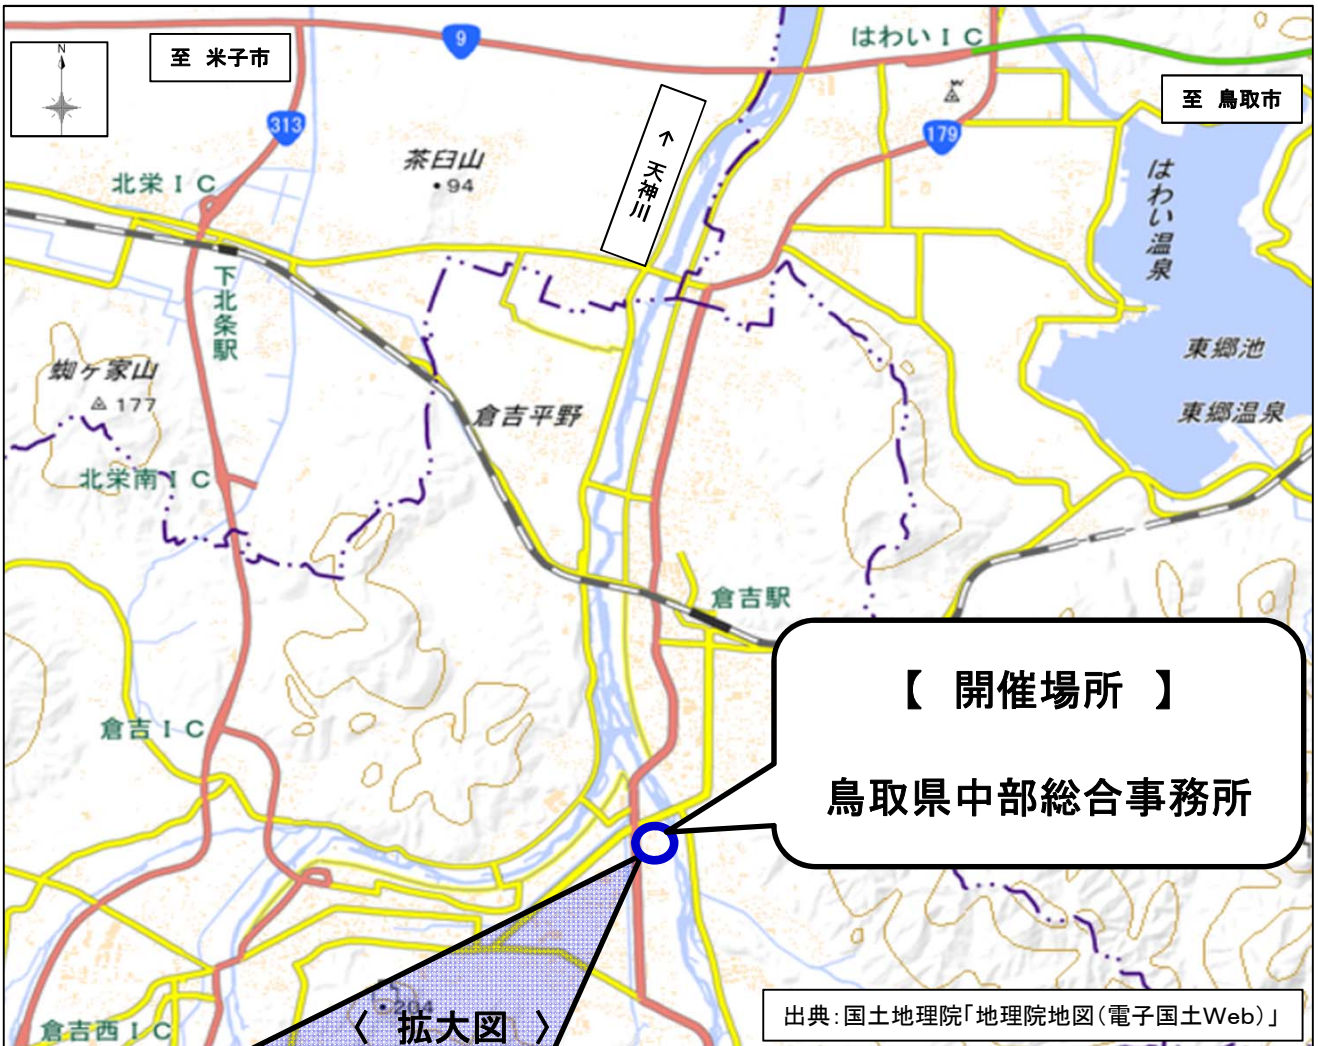 9
はわいＩＣ
N
至 米子市
至 鳥取市
313
179
↑ 天神川
茶臼山
・94
北栄ＩＣ
はわい温泉
下北条駅
東郷池
蜘ヶ家山
177
東郷温泉
倉吉平野
北栄南ＩＣ
倉吉駅
【 開催場所 】
倉吉ＩＣ
鳥取県中部総合事務所
・204
〈 拡大図 〉
出典：国土地理院「地理院地図（電子国土Web）」
倉吉西ＩＣ